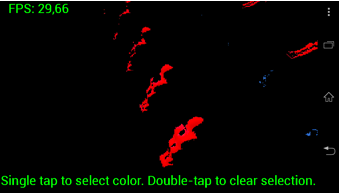 FPS: 29,66
Single tap to select color. Double-tap to clear selection.